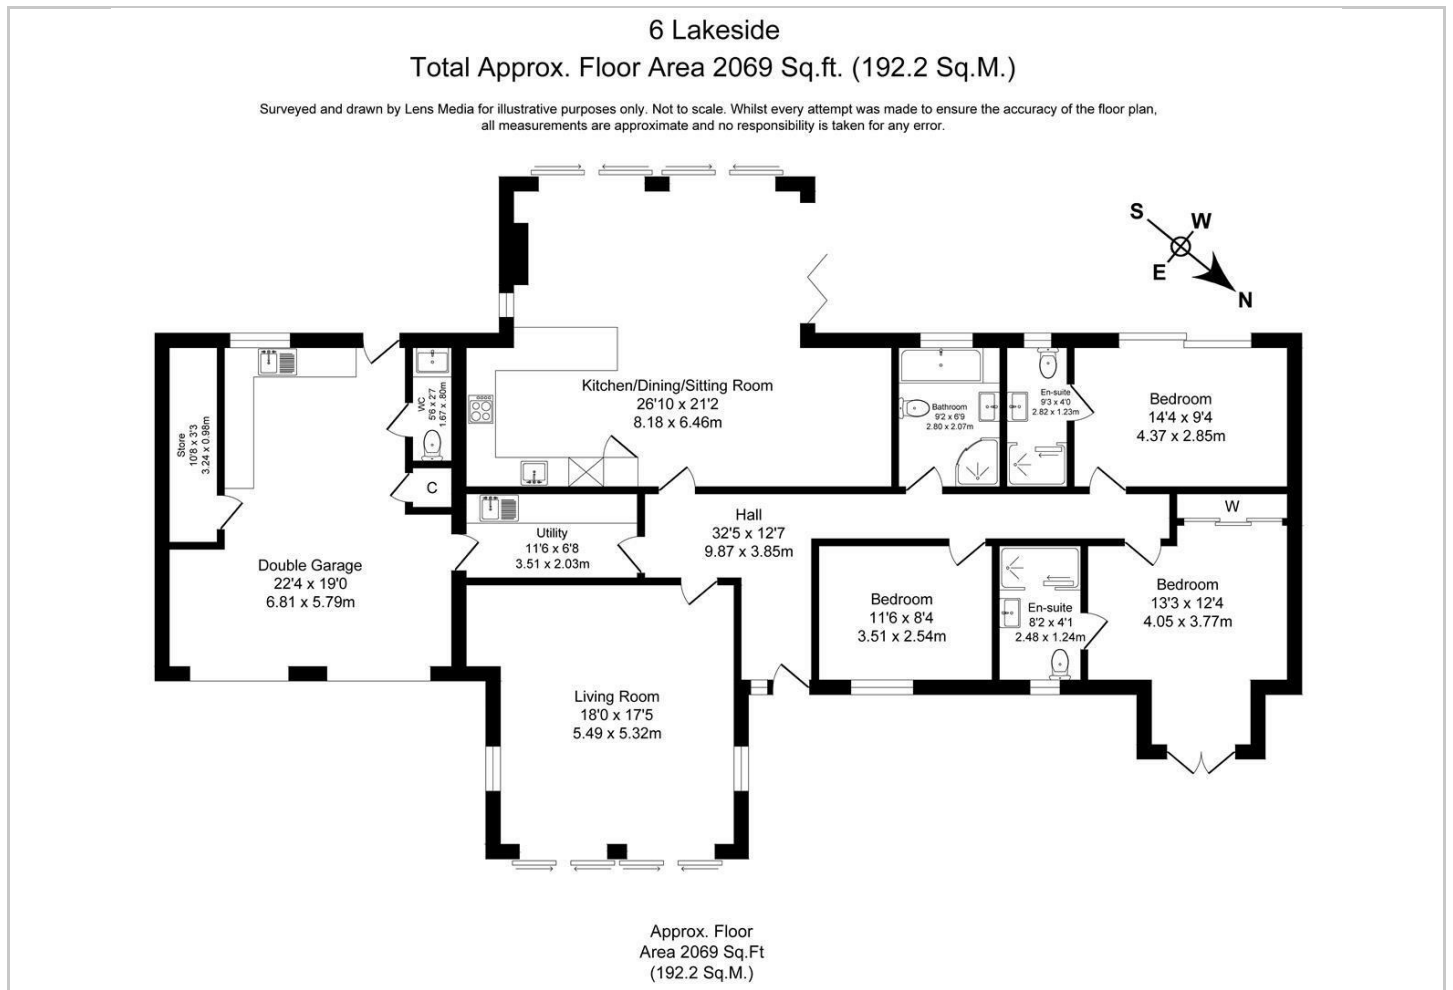 6 Lakeside
Total Approx. Floor Area 2069 Sq.ft. (192.2 Sq.M.)
Surveyed and drawn by Lens Media for illustrative purposes only. Not to scale. Whilst every attempt was made to ensure the accuracy of the floor plan,
all measurements are approximate and no responsibility is taken for any error.
S
W
E
N
Store
10'8 x 3'3
3.24 x 0.98m
WC
5'6 x 2'7
1.67 x .80m
C
Kitchen/Dining/Sitting Room
26'10 x 21'2
8.18 x 6.46m
Bathroom
9'2 x 6'9
2.80 x 2.07m
En-suite
9'3 x 4'0
2.82 x 1.23m
Bedroom
14'4 x 9'4
4.37 x 2.85m
Double Garage
22'4 x 19'0
6.81 x 5.79m
Utility
11'6 x 6'8
3.51 x 2.03m
Hall
32'5 x 12'7
9.87 x 3.85m
W
Bedroom
11'6 x 8'4
3.51 x 2.54m
En-suite
8'2 x 4'1
2.48 x 1.24m
Bedroom
13'3 x 12'4
4.05 x 3.77m
Living Room
18'0 x 17'5
5.49 x 5.32m
Approx. Floor
Area 2069 Sq.Ft
(192.2 Sq.M.)